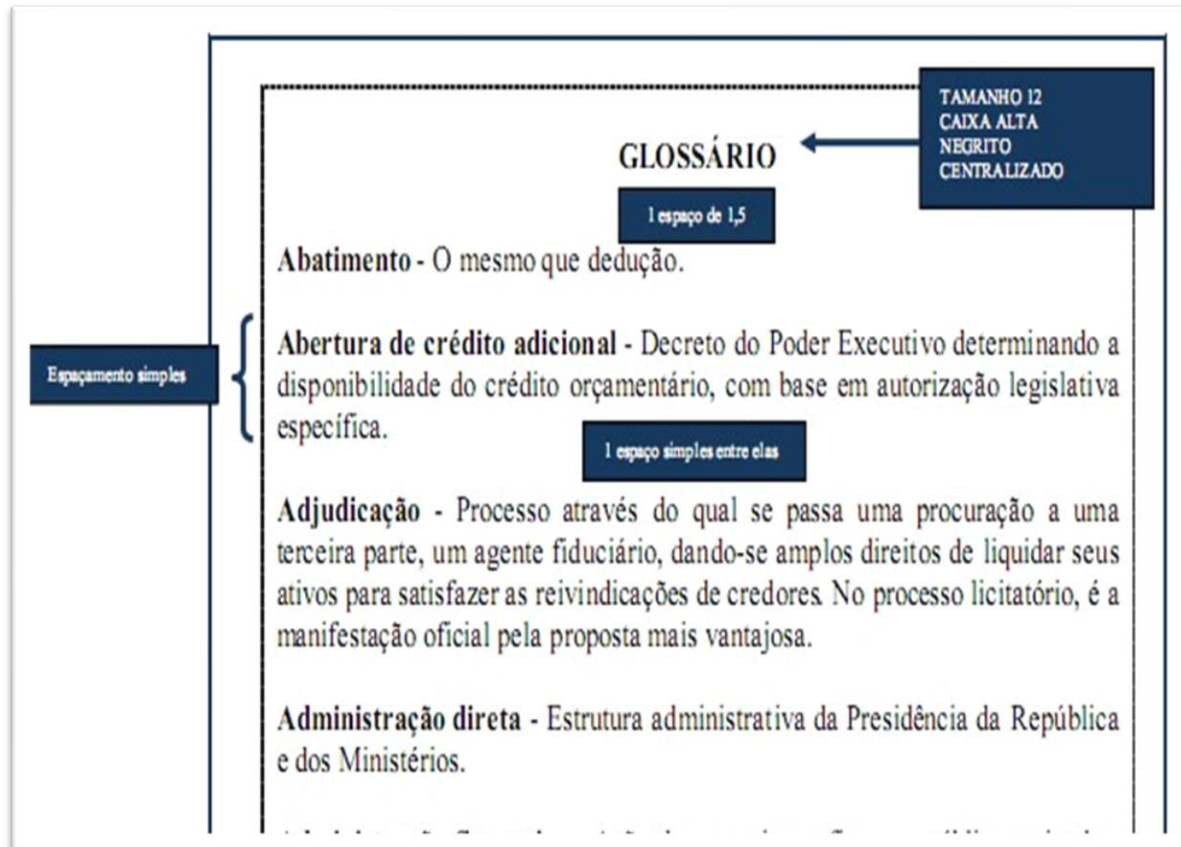 TAMANHO 12
CAIXA ALTA
NEGRITO
CENTRALIZADO
GLOSSÁRIO
1 espaço de 1,5
Abatimento - O mesmo que dedução.
Espaçamento simples
Abertura de crédito adicional - Decreto do Poder Executivo determinando a
disponibilidade do crédito orçamentário, com base em autorização legislativa
específica.
1 espaço simples entre elas
Adjudicação - Processo através do qual se passa uma procuração a uma
terceira parte, um agente fiduciário, dando-se amplos direitos de liquidar seus
ativos para satisfazer as reivindicações de credores. No processo licitatório, é a
manifestação oficial pela proposta mais vantajosa.
Administração direta - Estrutura administrativa da Presidência da República
e dos Ministérios.